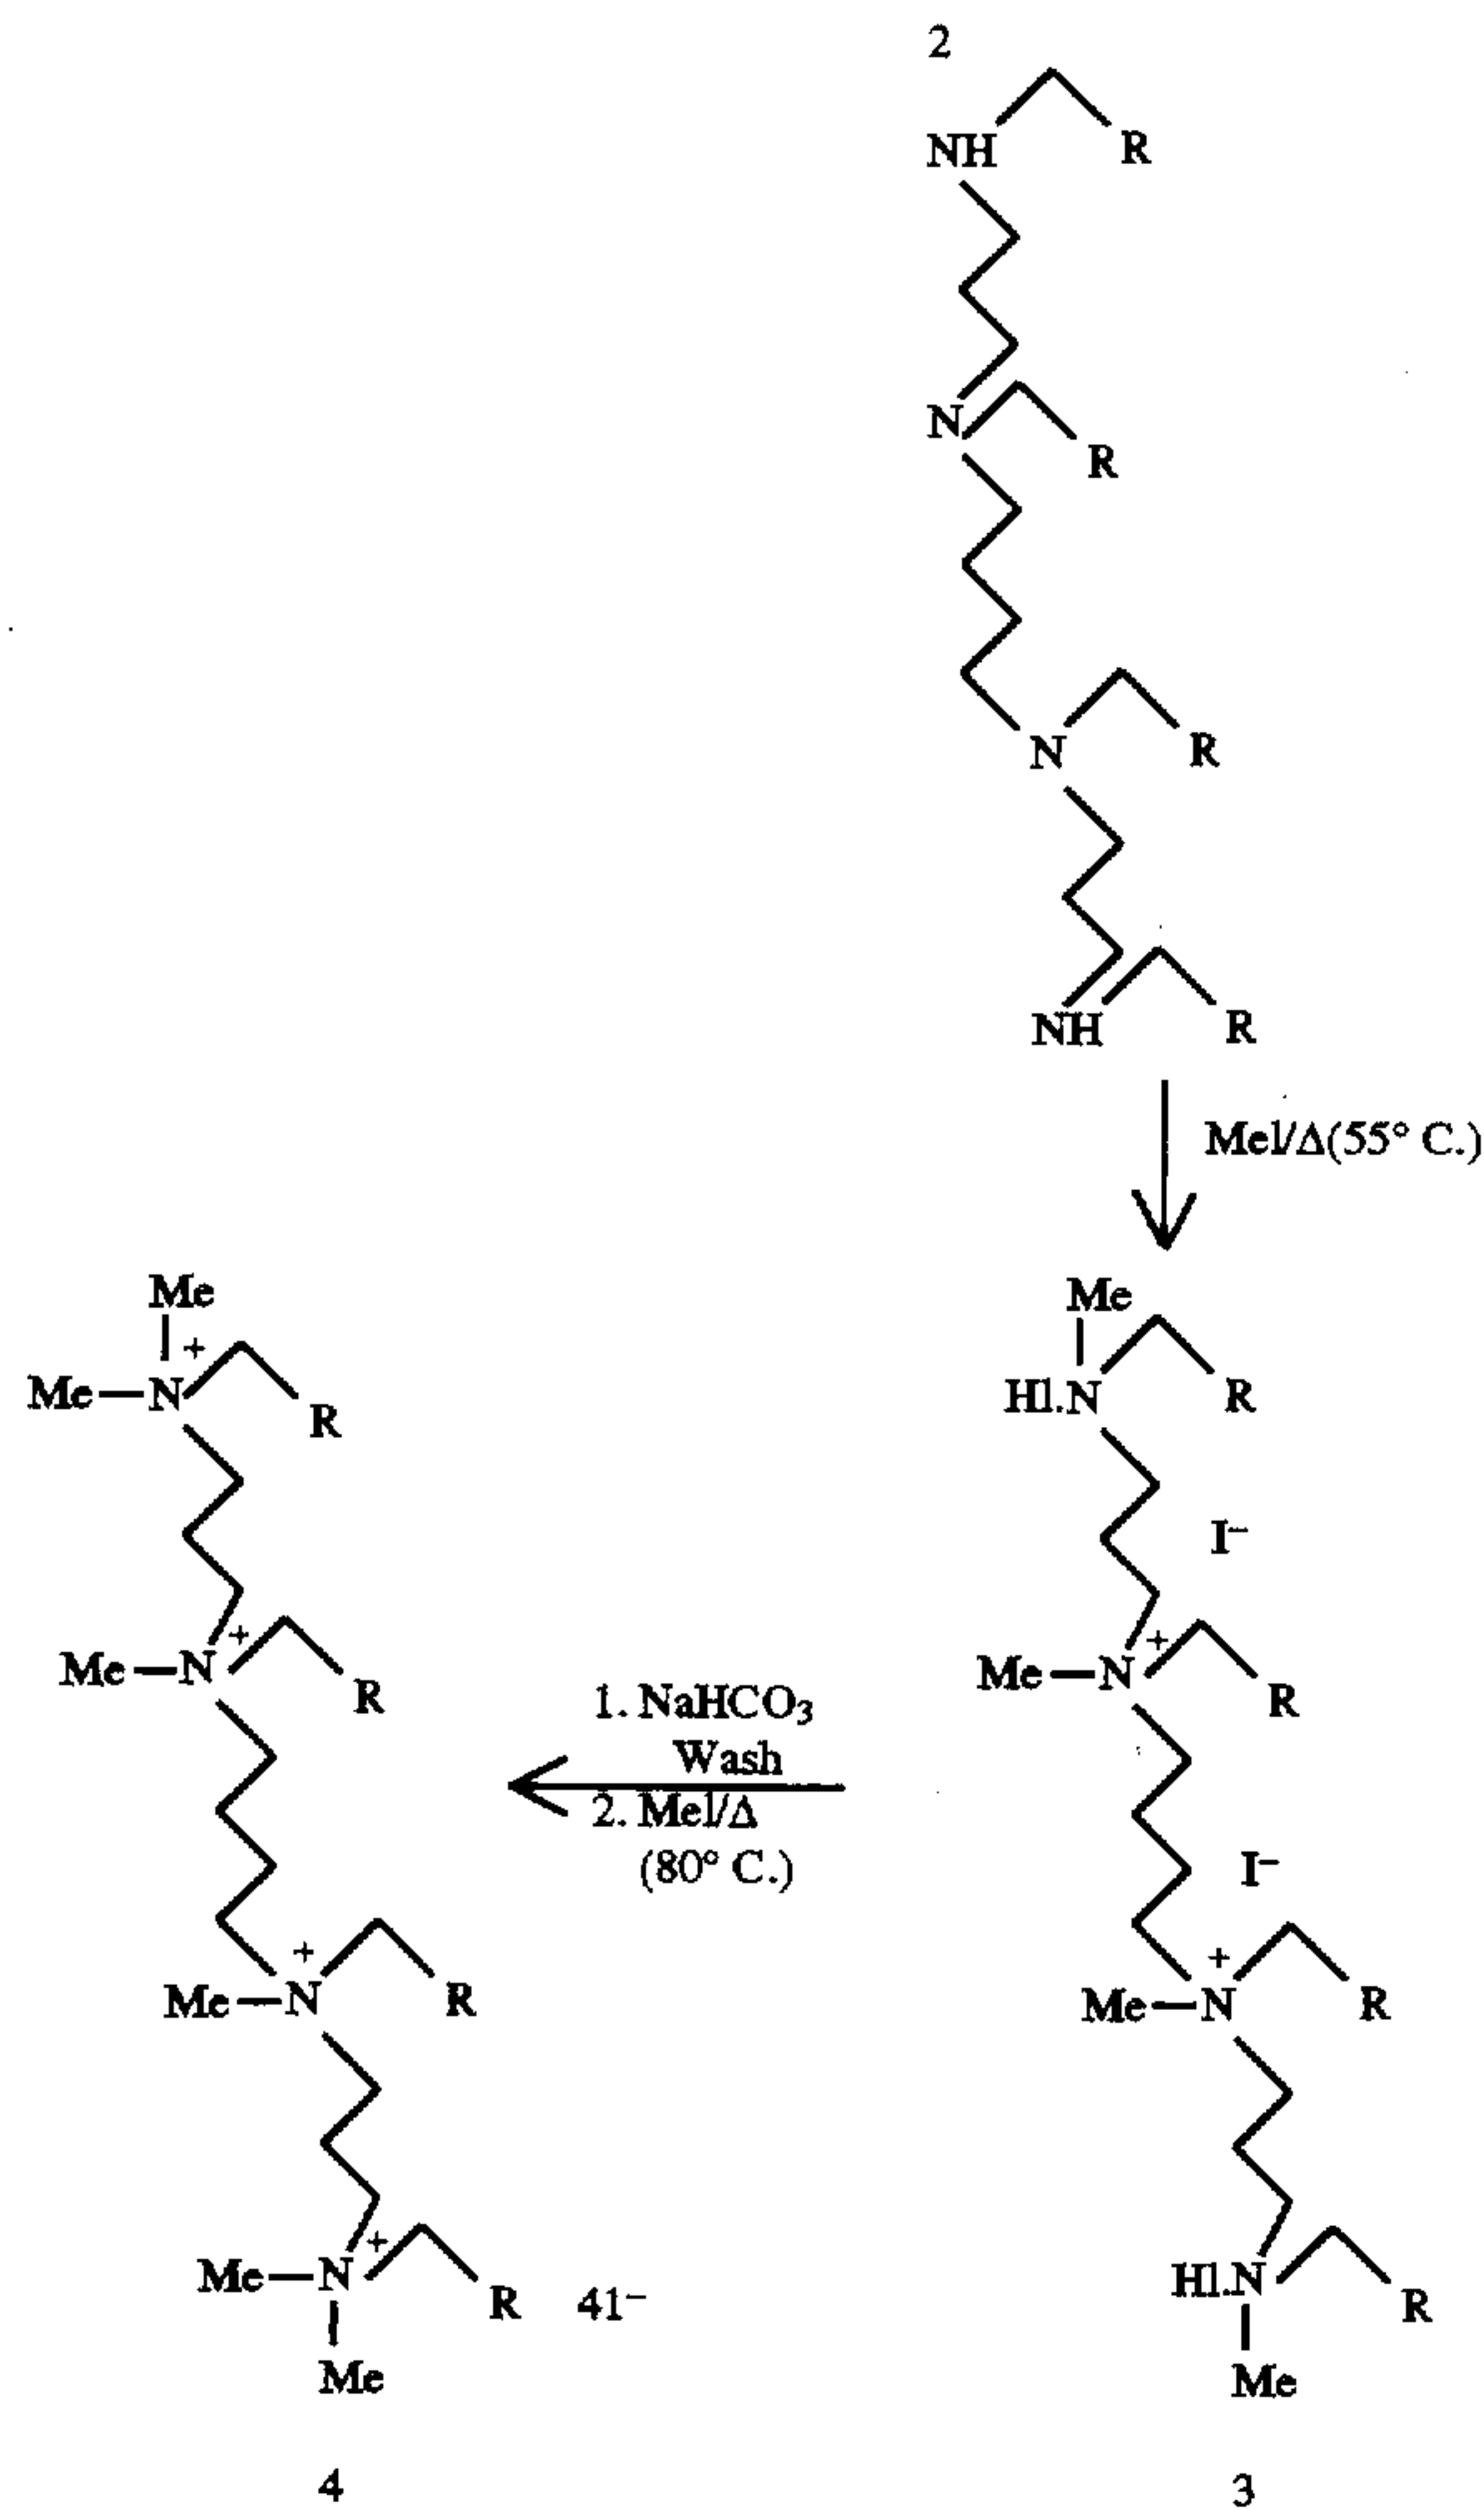 2
NH
R
N
R
N
R
NH
R
MeI/Δ(55° C.)
Me
+
Me—N
R
Me—N
+
R
Me—N
+
R
Me—N
+
R
4I⁻
Me
4
1. NaHCO₃
Wash
2. MeI/Δ
(80° C.)
Me
HI.N
R
I⁻
Me—N
+
R
I⁻
Me—N
+
R
HI.N
R
Me
3